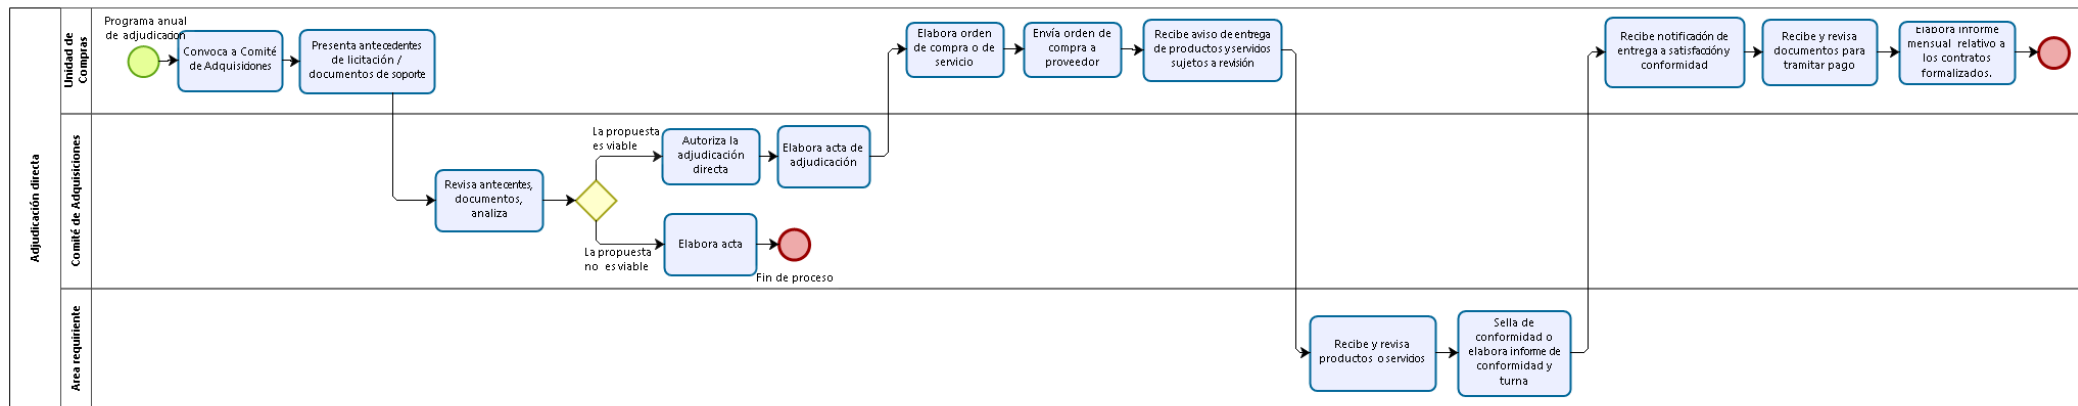 Adjudicación directa
Unidad de
Compras
Programa anual
de adjudicación
Convoca a Comité
de Adquisiciones
Presenta antecedentes
de licitación /
documentos de soporte
Elabora orden
de compra o de
servicio
Envía orden de
compra a
proveedor
Recibe aviso de entrega
de productos y servicios
sujetos a revisión
Recibe notificación de
entrega a satisfacción y
conformidad
Recibe y revisa
documentos para
tramitar pago
Elabora informe
mensual relativo a
los contratos
formalizados.
Comité de Adquisiciones
Revisa antecentes,
documentos,
analiza
La propuesta
es viable
Autoriza la
adjudicación
directa
Elabora acta de
adjudicación
La propuesta
no es viable
Elabora acta
Fin de proceso
Area requiriente
Recibe y revisa
productos o servicios
Sella de
conformidad o
elabora informe de
conformidad y
turna